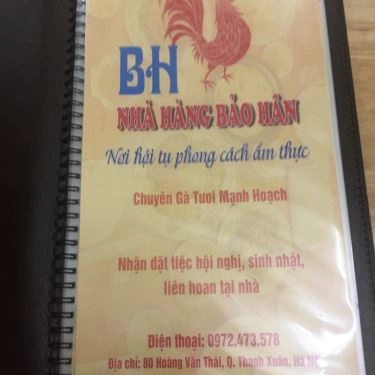 BH
NHÀ HÀNG BẢO HÂN
Nơi hội tụ phong cách ẩm thực
Chuyên Gà Tươi Mạnh Hoạch
Nhận đặt tiệc hội nghị, sinh nhật,
liên hoan tại nhà
Điện thoại: 0972.473.578
Địa chỉ: 80 Hoàng Văn Thái, Q. Thanh Xuân, Hà N